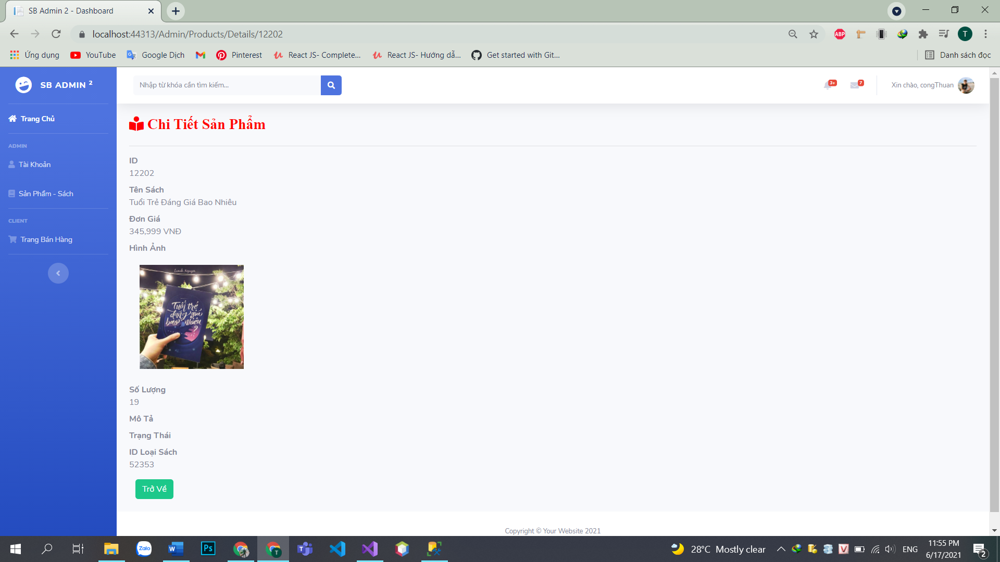 SB Admin 2 - Dashboard
localhost:44313/Admin/Products/Details/12202
ABP
T
Ứng dụng
YouTube
Google Dịch
Pinterest
React JS- Complete...
React JS- Hướng dẫ...
Get started with Git...
Danh sách đọc
SB ADMIN 2
Nhập từ khóa cần tìm kiếm...
3+
7
Xin chào, congThuan
Trang Chủ
ADMIN
Tài Khoản
Sản Phẩm - Sách
CLIENT
Trang Bán Hàng
Chi Tiết Sản Phẩm
ID
12202
Tên Sách
Tuổi Trẻ Đáng Giá Bao Nhiêu
Đơn Giá
345,999 VNĐ
Hình Ảnh
Tuổi trẻ
đáng giá
bao nhiêu
?
Số Lượng
19
Mô Tả
Trạng Thái
ID Loại Sách
52353
Trở Về
Copyright © Your Website 2021
Zalo
W
Ps
T
28°C Mostly clear
V
ENG
11:55 PM
6/17/2021
2